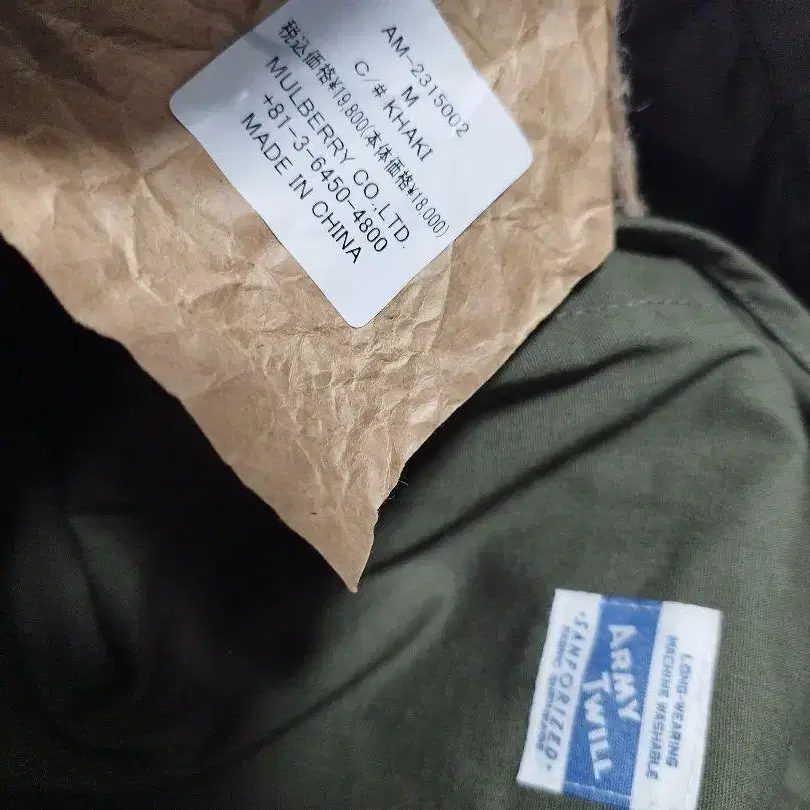 AM-2315002
M
C/# KHAKI
税込価格¥19,800(本体価格¥18,000)
MULBERRY CO.,LTD.
+81-3-6450-4800
MADE IN CHINA
LONG-WEARING
MACHINE WASHABLE
ARMY
TWILL
•SANFORIZED•